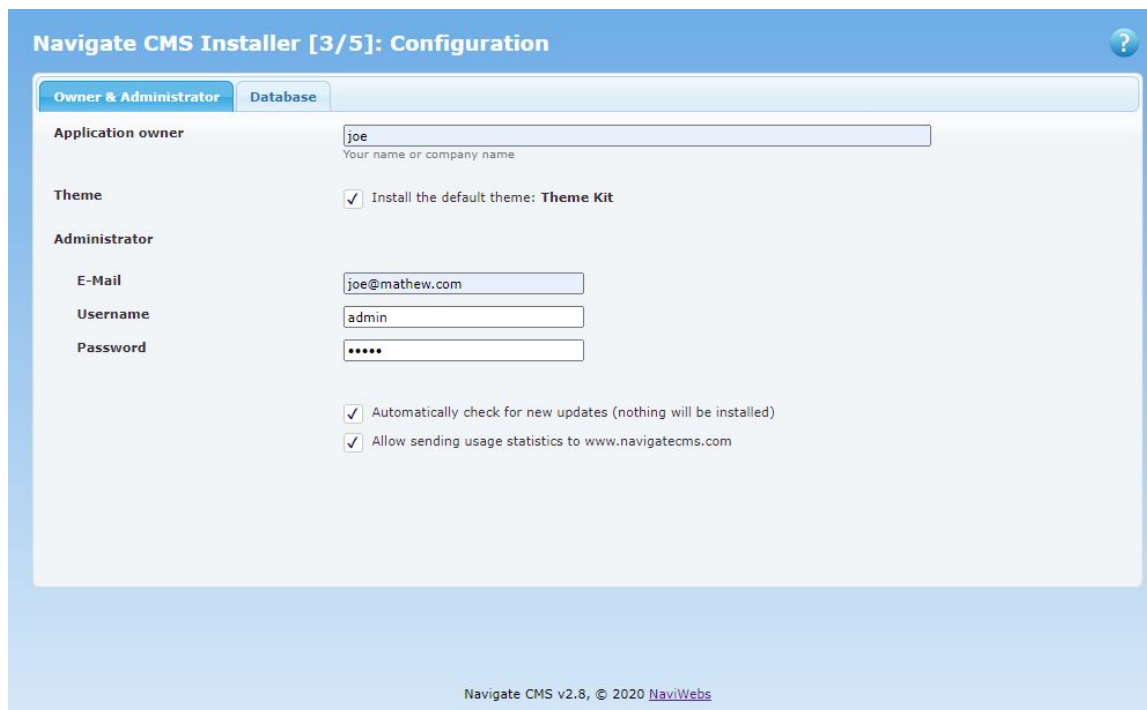 Navigate CMS Installer [3/5]: Configuration
?
Owner & Administrator Database
Application owner joe
Your name or company name
Theme ✓ Install the default theme: Theme Kit
Administrator
E-Mail joe@mathew.com
Username admin
Password •••••
✓ Automatically check for new updates (nothing will be installed)
✓ Allow sending usage statistics to www.navigatecms.com
Navigate CMS v2.8, © 2020 NaviWebs